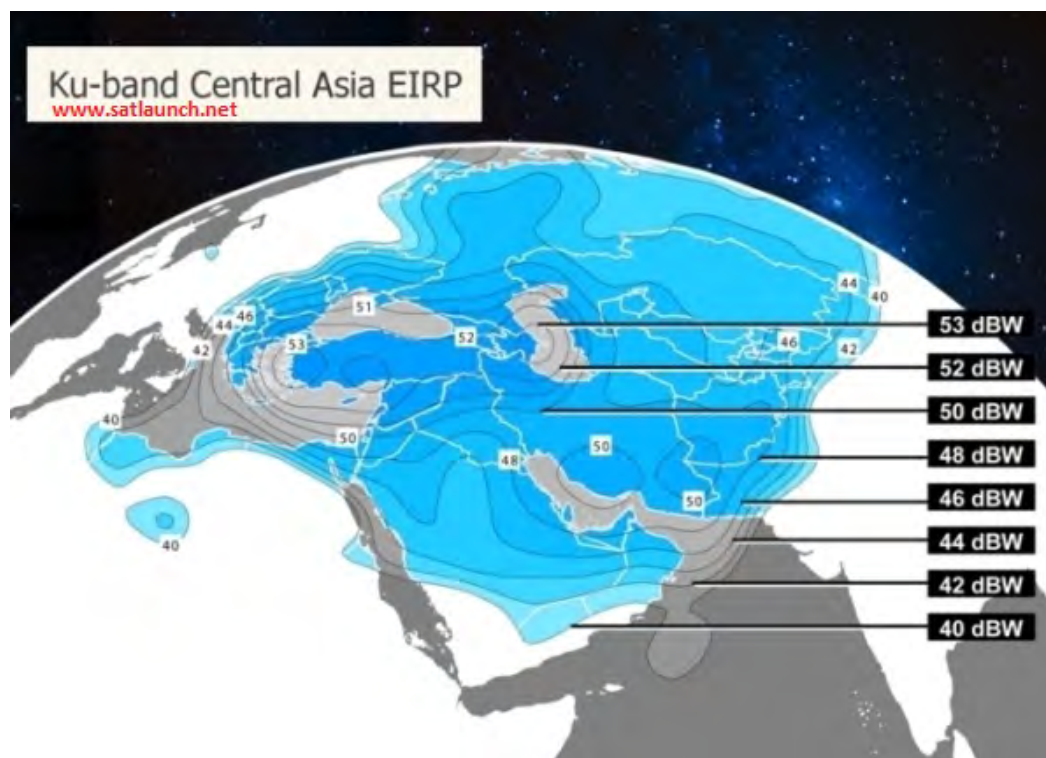 Ku-band Central Asia EIRP
www.satlaunch.net
51
44
40
46
44
53 dBW
52
53
46
42
42
52 dBW
50 dBW
40
50
50
48
48 dBW
50
46 dBW
40
44 dBW
42 dBW
40 dBW